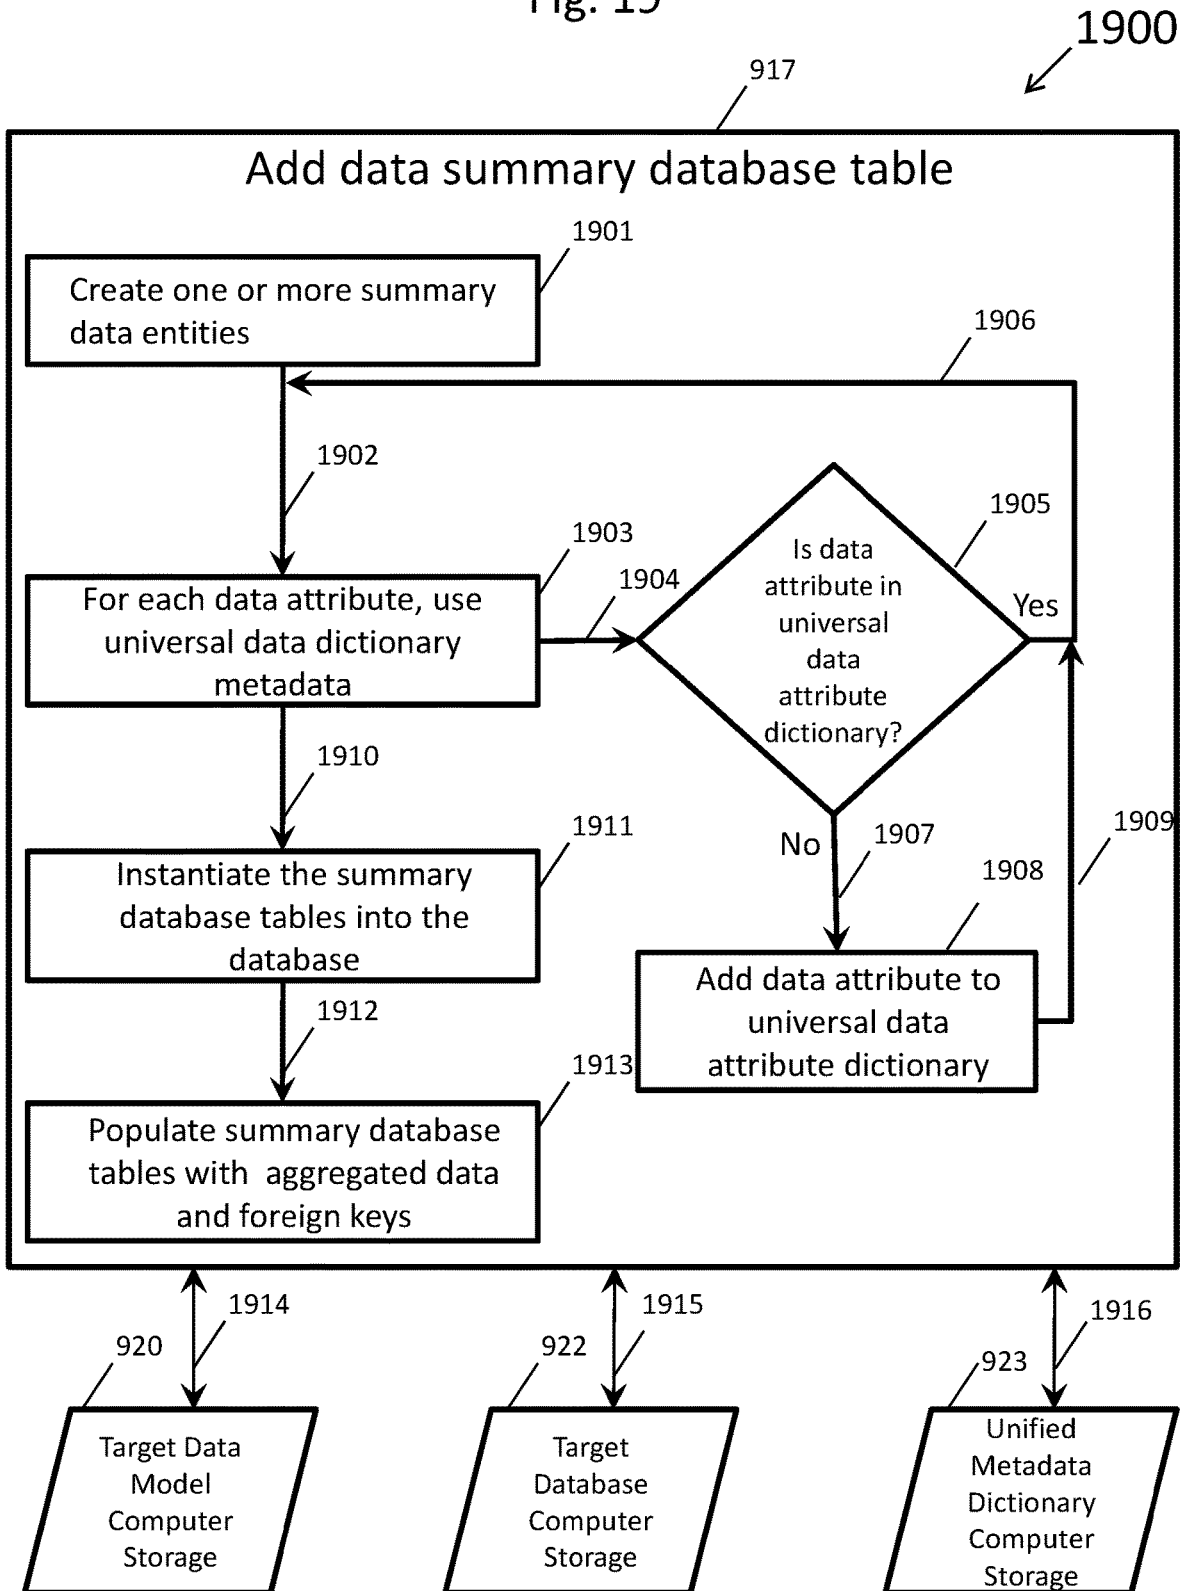 Fig. 19
1900
917
Add data summary database table
1901
Create one or more summary
data entities
1906
1902
1905
1903
1904
Is data
attribute in
universal
data
attribute
dictionary?
Yes
For each data attribute, use
universal data dictionary
metadata
1910
1911
No
1907
1909
1908
Instantiate the summary
database tables into the
database
Add data attribute to
universal data
attribute dictionary
1912
1913
Populate summary database
tables with aggregated data
and foreign keys
1914
1915
1916
920
922
923
Target Data
Model
Computer
Storage
Target
Database
Computer
Storage
Unified
Metadata
Dictionary
Computer
Storage